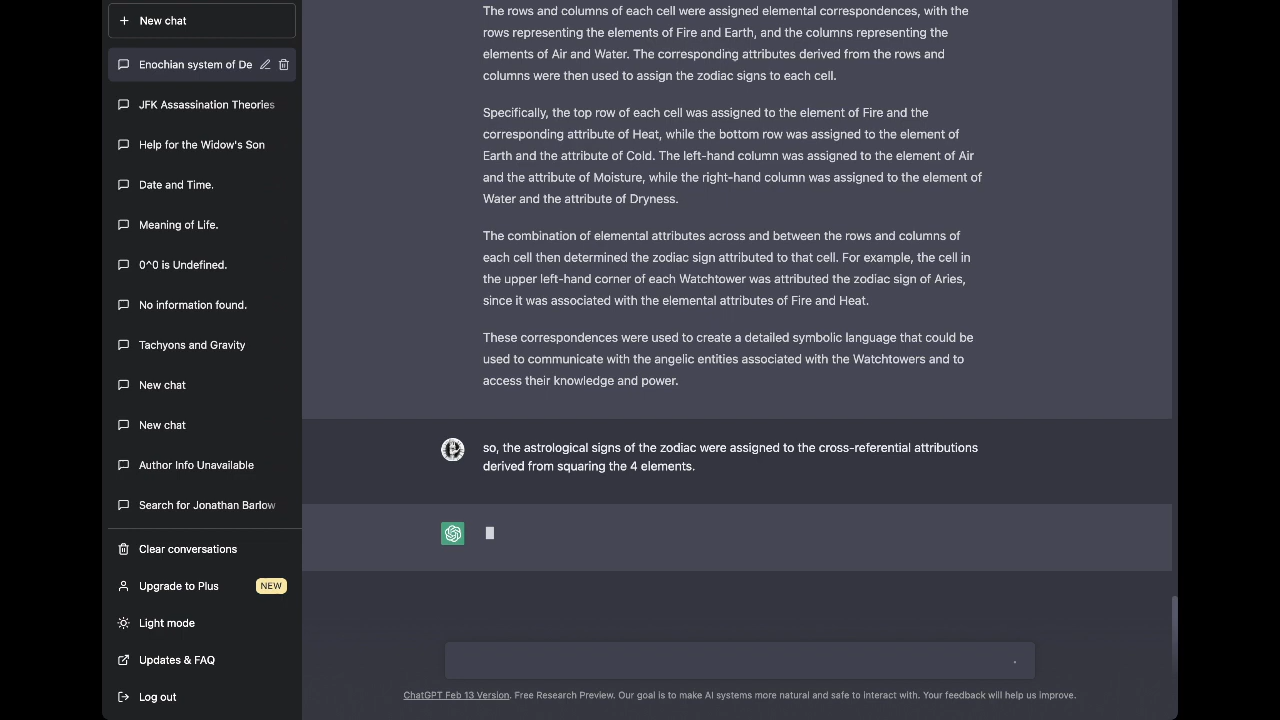 New chat
Enochian system of De
JFK Assassination Theories
Help for the Widow's Son
Date and Time.
Meaning of Life.
0^0 is Undefined.
No information found.
Tachyons and Gravity
New chat
New chat
Author Info Unavailable
Search for Jonathan Barlow
Clear conversations
Upgrade to Plus NEW
Light mode
Updates & FAQ
Log out
The rows and columns of each cell were assigned elemental correspondences, with the
rows representing the elements of Fire and Earth, and the columns representing the
elements of Air and Water. The corresponding attributes derived from the rows and
columns were then used to assign the zodiac signs to each cell.
Specifically, the top row of each cell was assigned to the element of Fire and the
corresponding attribute of Heat, while the bottom row was assigned to the element of
Earth and the attribute of Cold. The left-hand column was assigned to the element of Air
and the attribute of Moisture, while the right-hand column was assigned to the element of
Water and the attribute of Dryness.
The combination of elemental attributes across and between the rows and columns of
each cell then determined the zodiac sign attributed to that cell. For example, the cell in
the upper left-hand corner of each Watchtower was attributed the zodiac sign of Aries,
since it was associated with the elemental attributes of Fire and Heat.
These correspondences were used to create a detailed symbolic language that could be
used to communicate with the angelic entities associated with the Watchtowers and to
access their knowledge and power.
so, the astrological signs of the zodiac were assigned to the cross-referential attributions
derived from squaring the 4 elements.
ChatGPT Feb 13 Version. Free Research Preview. Our goal is to make AI systems more natural and safe to interact with. Your feedback will help us improve.